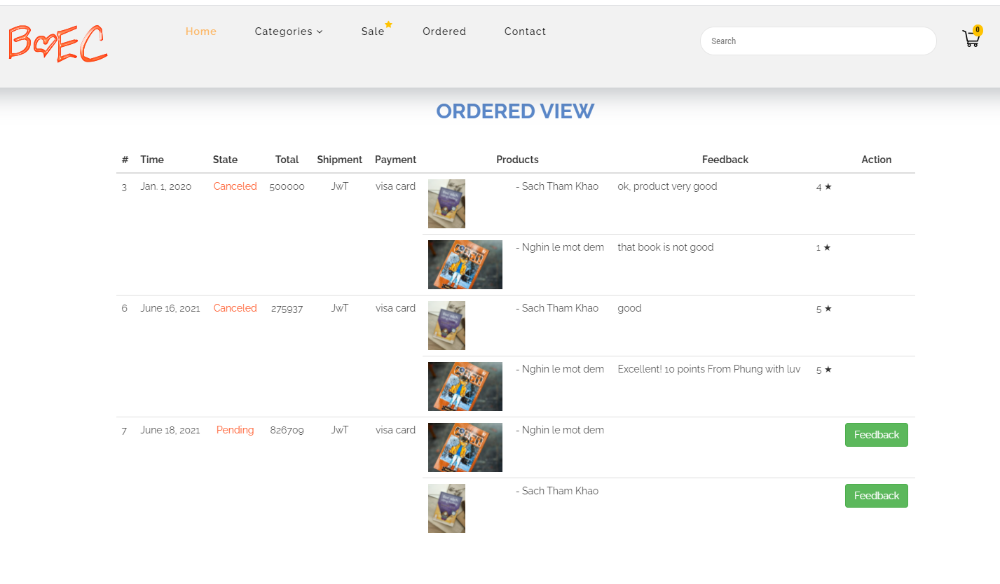 BOEC
Home Categories Sale Ordered Contact Search 0
ORDERED VIEW
# Time State Total Shipment Payment Products Feedback Action
3 Jan. 1, 2020 Canceled 500000 JwT visa card - Sach Tham Khao ok, product very good 4 ★
- Nghin le mot dem that book is not good 1 ★
6 June 16, 2021 Canceled 275937 JwT visa card - Sach Tham Khao good 5 ★
- Nghin le mot dem Excellent! 10 points From Phung with luv 5 ★
7 June 18, 2021 Pending 826709 JwT visa card - Nghin le mot dem Feedback
- Sach Tham Khao Feedback